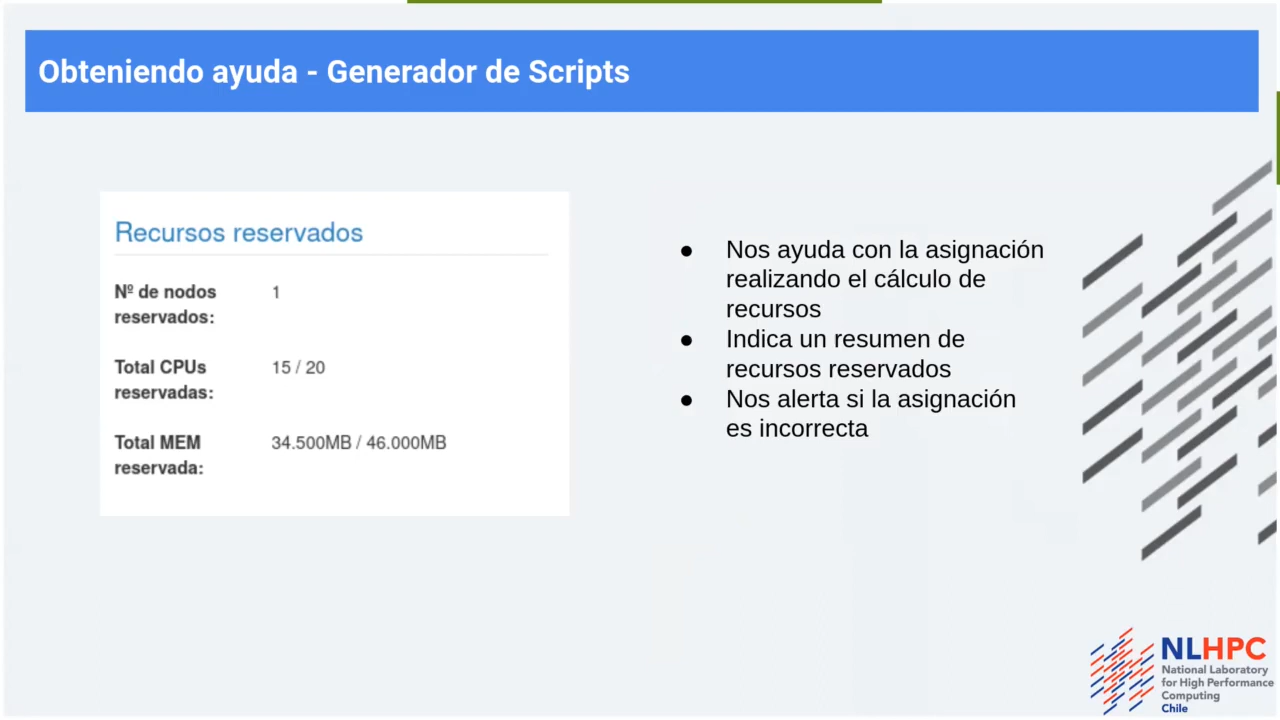 Obteniendo ayuda - Generador de Scripts
Recursos reservados
Nº de nodos
reservados:
1
Total CPUs
reservadas:
15 / 20
Total MEM
reservada:
34.500MB / 46.000MB
● Nos ayuda con la asignación
realizando el cálculo de
recursos
● Indica un resumen de
recursos reservados
● Nos alerta si la asignación
es incorrecta
NLHPC
National Laboratory
for High Performance
Computing
Chile